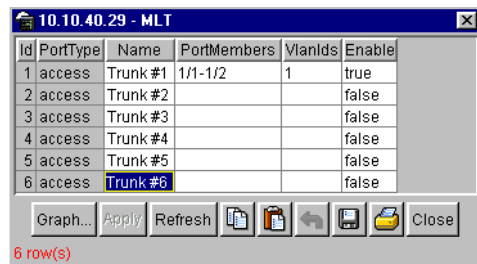 10.10.40.29 - MLT
Id PortType Name PortMembers VlanIds Enable
1 access Trunk #1 1/1-1/2 1 true
2 access Trunk #2 false
3 access Trunk #3 false
4 access Trunk #4 false
5 access Trunk #5 false
6 access Trunk #6 false
Graph... Apply Refresh Close
6 row(s)